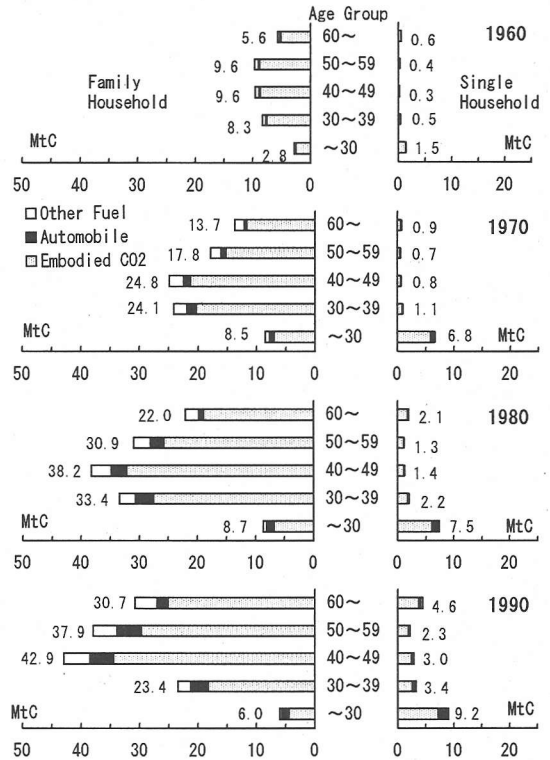 Age Group
5.6 60～ 0.6 1960
9.6 50～59 0.4
Family Household
Single Household
9.6 40～49 0.3
8.3 30～39 0.5
MtC 2.8 ～30 1.5 MtC
50 40 30 20 10 0 0 10 20
Other Fuel
Automobile
Embodied CO2
13.7 60～ 0.9 1970
17.8 50～59 0.7
24.8 40～49 0.8
24.1 30～39 1.1
MtC 8.5 ～30 6.8 MtC
50 40 30 20 10 0 0 10 20
22.0 60～ 2.1 1980
30.9 50～59 1.3
38.2 40～49 1.4
33.4 30～39 2.2
MtC 8.7 ～30 7.5 MtC
50 40 30 20 10 0 0 10 20
30.7 60～ 4.6 1990
37.9 50～59 2.3
42.9 40～49 3.0
23.4 30～39 3.4
MtC 6.0 ～30 9.2 MtC
50 40 30 20 10 0 0 10 20